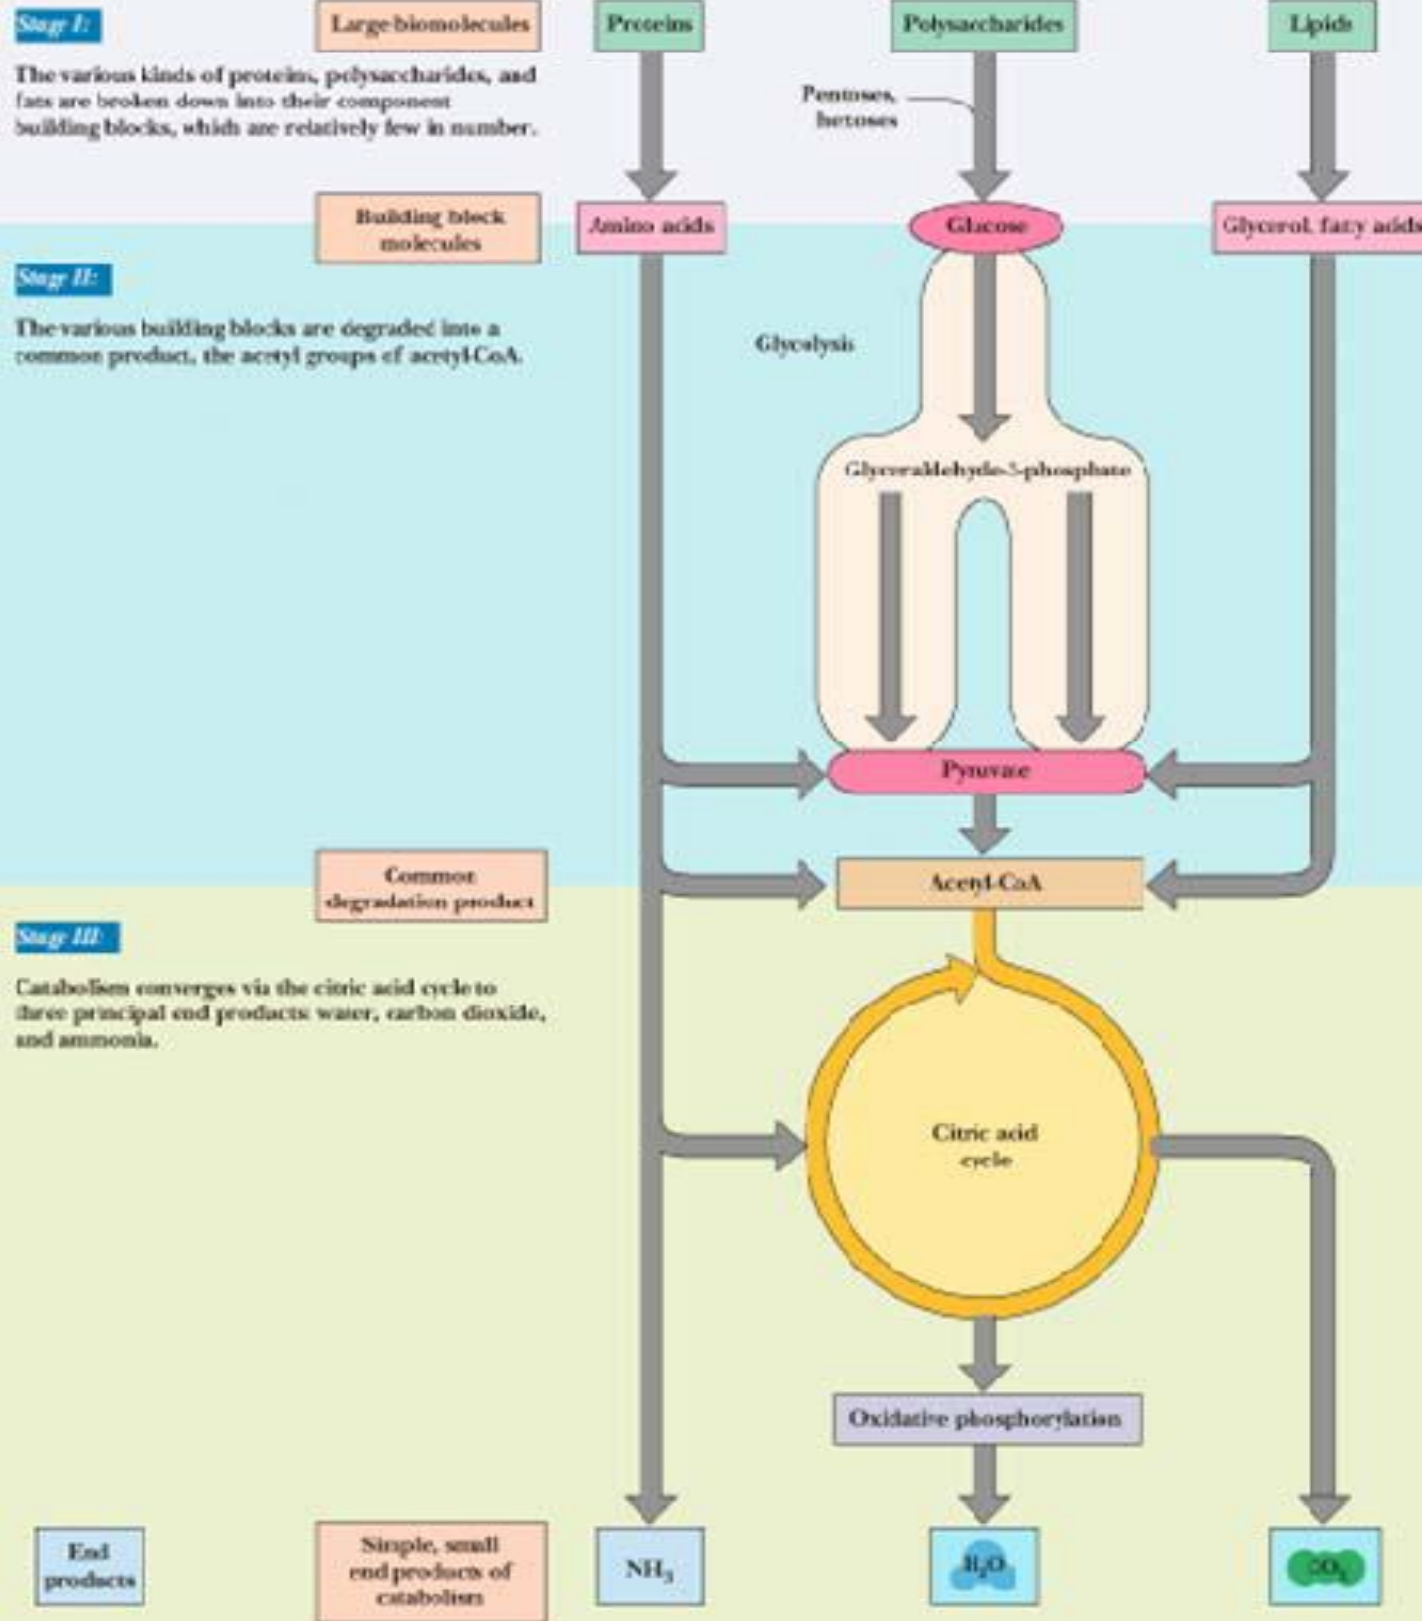 Stage I:
Large biomolecules
Proteins
Polysaccharides
Lipids
The various kinds of proteins, polysaccharides, and
fats are broken down into their component
building blocks, which are relatively few in number.
Pentoses,
hexoses
Building block
molecules
Amino acids
Glucose
Glycerol, fatty acids
Stage II:
The various building blocks are degraded into a
common product, the acetyl groups of acetyl-CoA.
Glycolysis
Glyceraldehyde-3-phosphate
Pyruvate
Common
degradation product
Acetyl-CoA
Stage III:
Catabolism converges via the citric acid cycle to
three principal end products: water, carbon dioxide,
and ammonia.
Citric acid
cycle
Oxidative phosphorylation
End
products
Simple, small
end products of
catabolism
NH₃
H₂O
CO₂